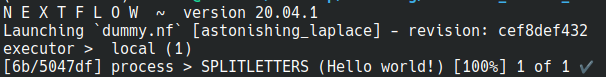 N E X T F L O W ~ version 20.04.1
Launching `dummy.nf` [astonishing_laplace] - revision: cef8def432
executor > local (1)
[6b/5047df] process > SPLITLETTERS (Hello world!) [100%] 1 of 1 ✔